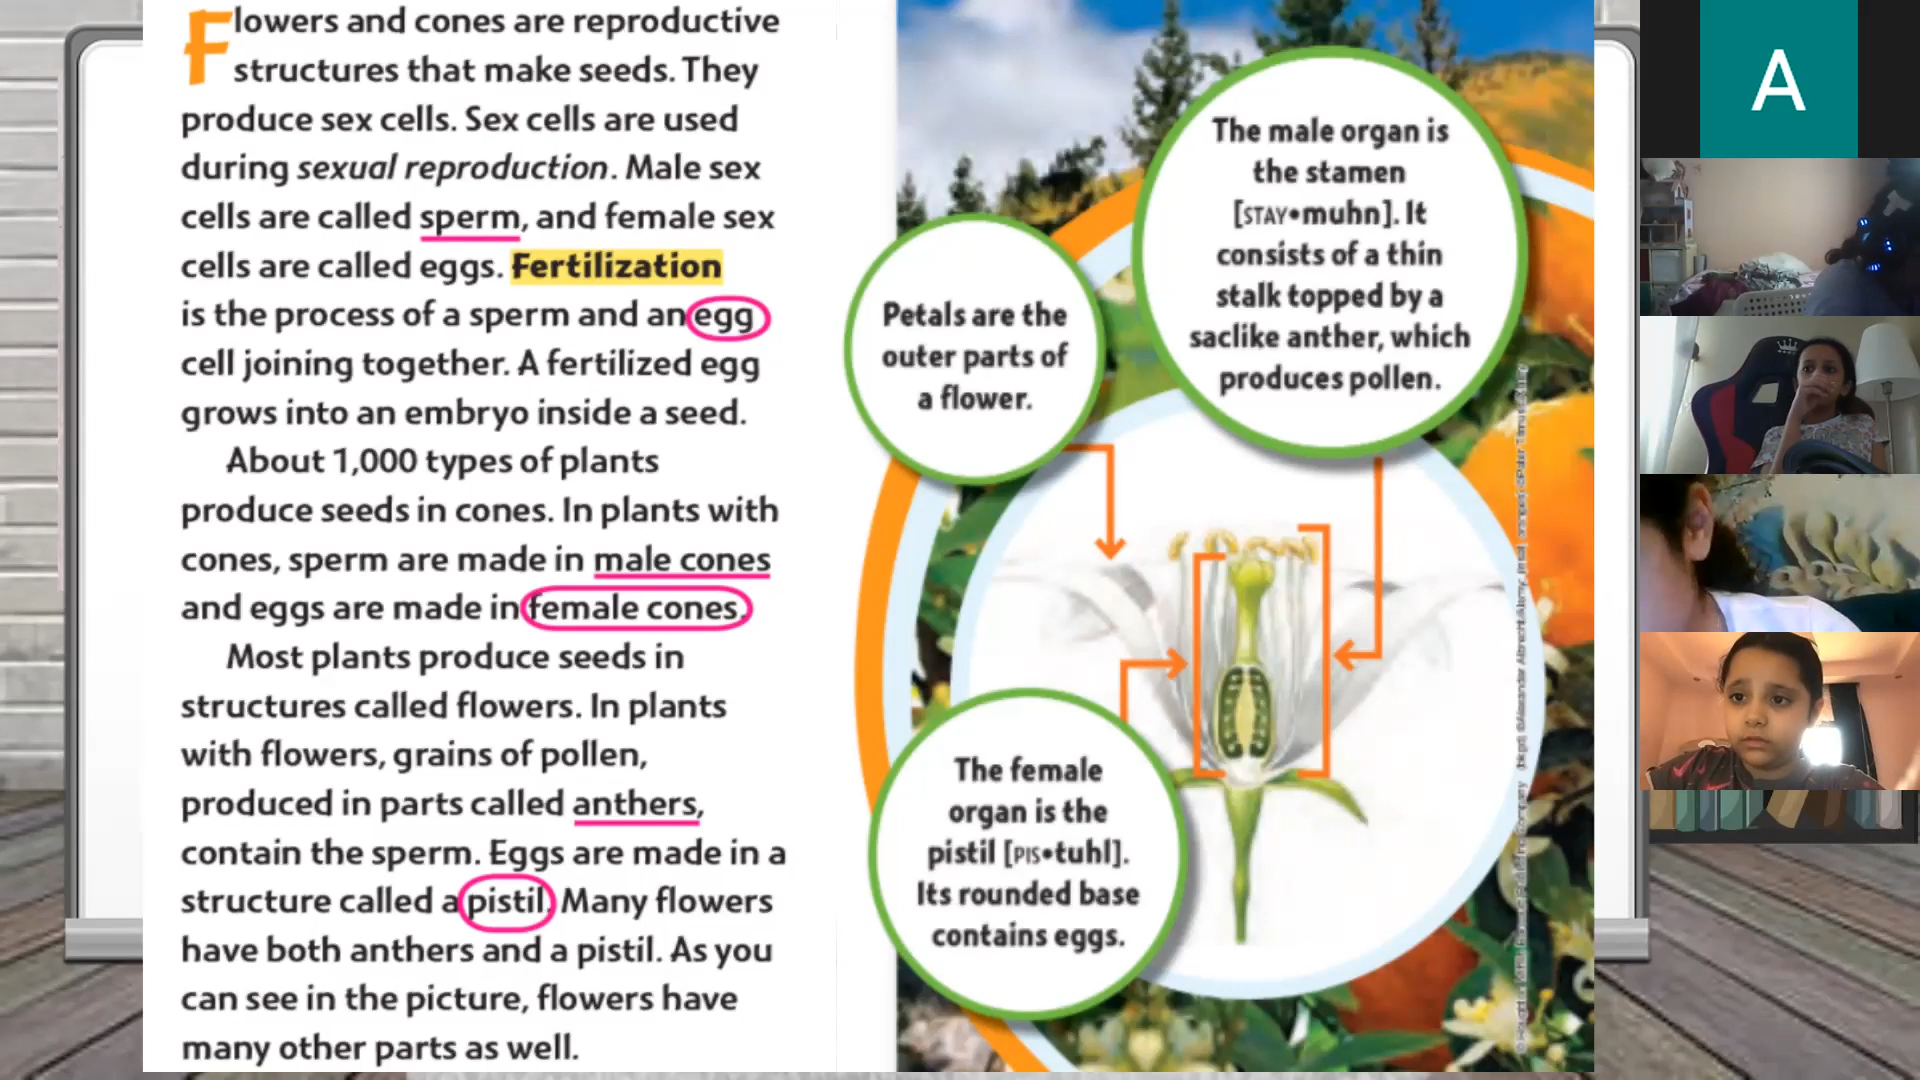 Flowers and cones are reproductive
structures that make seeds. They
produce sex cells. Sex cells are used
during sexual reproduction. Male sex
cells are called sperm, and female sex
cells are called eggs. Fertilization
is the process of a sperm and an egg
cell joining together. A fertilized egg
grows into an embryo inside a seed.
About 1,000 types of plants
produce seeds in cones. In plants with
cones, sperm are made in male cones
and eggs are made in female cones.
Most plants produce seeds in
structures called flowers. In plants
with flowers, grains of pollen,
produced in parts called anthers,
contain the sperm. Eggs are made in a
structure called a pistil. Many flowers
have both anthers and a pistil. As you
can see in the picture, flowers have
many other parts as well.
Petals are the
outer parts of
a flower.
The male organ is
the stamen
[STAY•muhn]. It
consists of a thin
stalk topped by a
saclike anther, which
produces pollen.
The female
organ is the
pistil [PIS•tuhl].
Its rounded base
contains eggs.
A